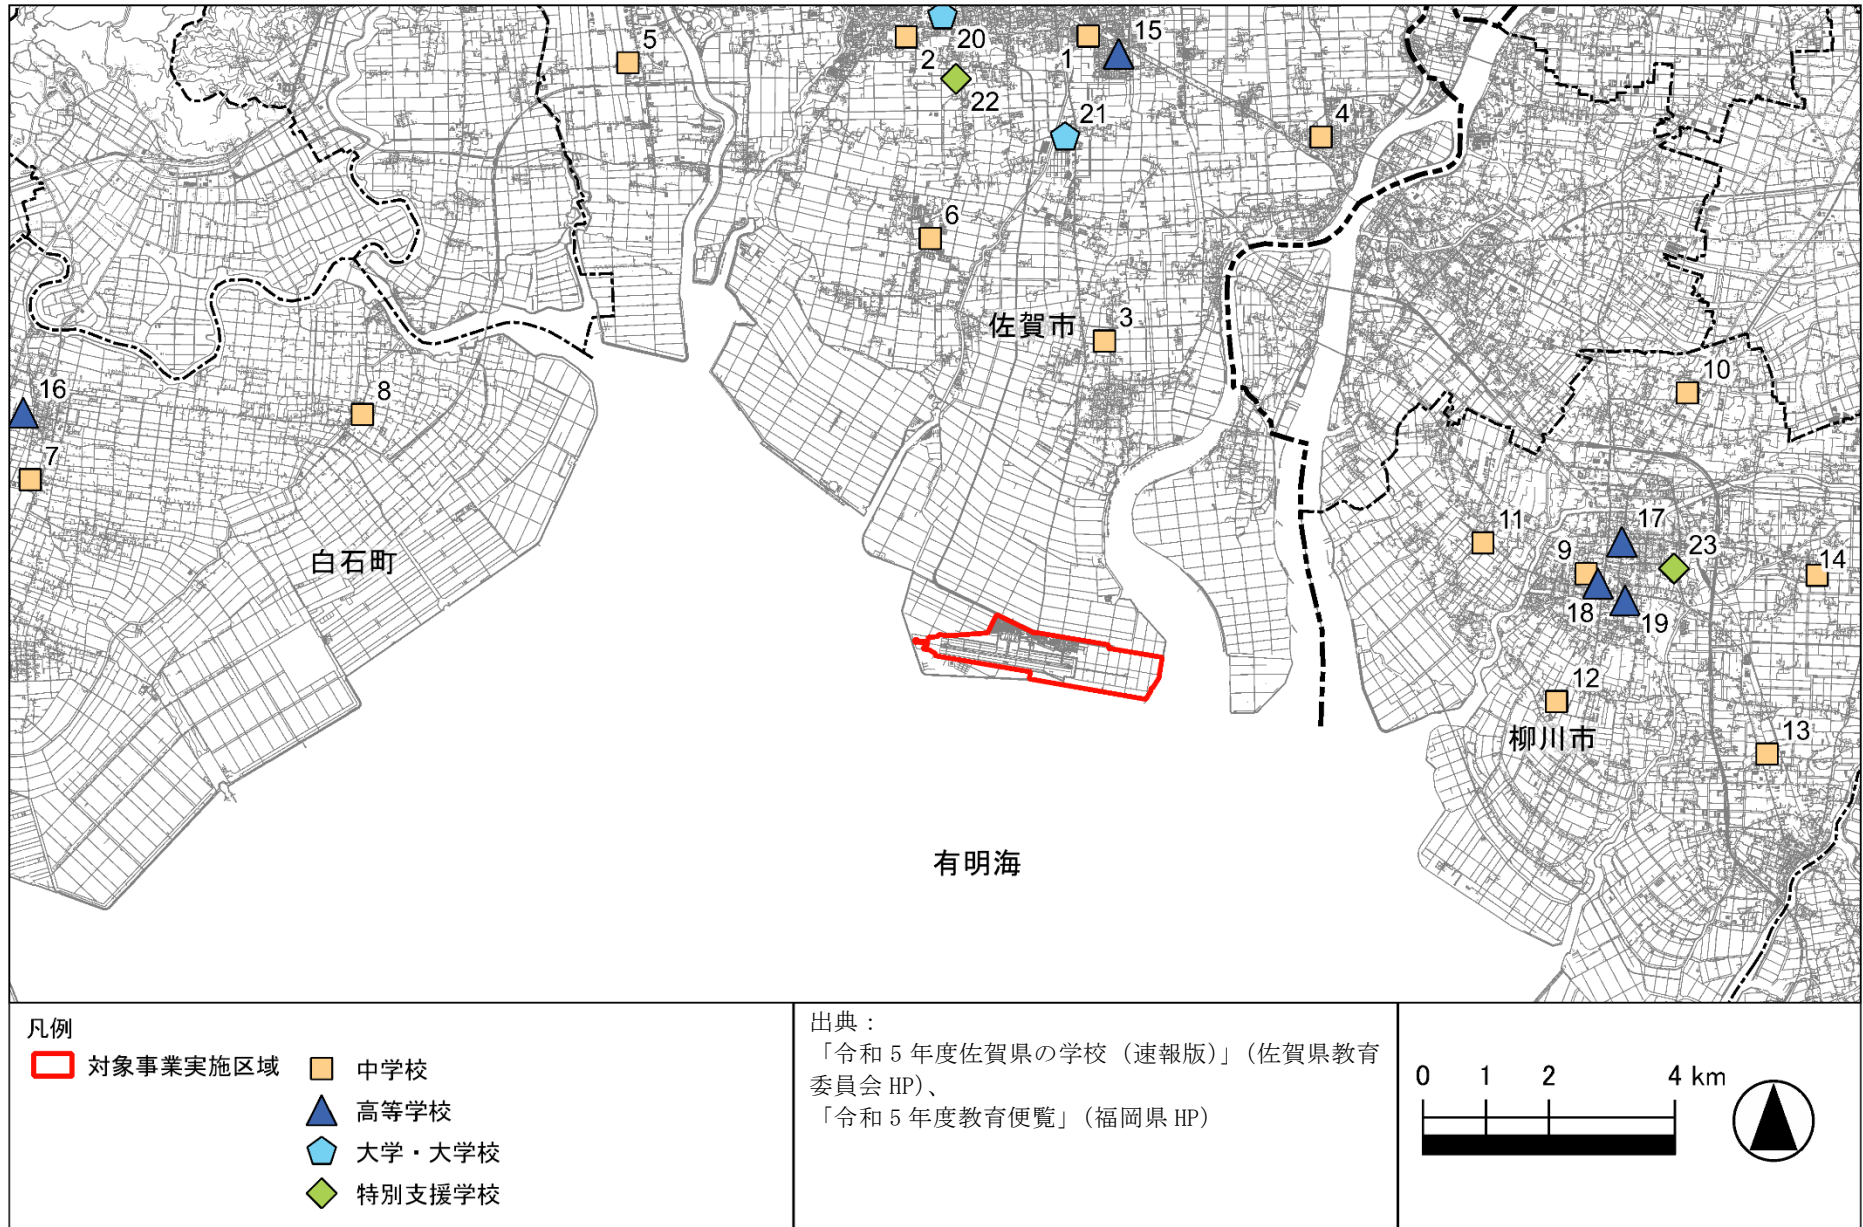 5
2
20
1
15
22
21
4
6
佐賀市
3
16
8
10
7
白石町
11
17
9
23
14
18
19
12
柳川市
13
有明海
凡例
対象事業実施区域
中学校
高等学校
大学・大学校
特別支援学校
出典：
「令和５年度佐賀県の学校（速報版）」（佐賀県教育
委員会 HP）、
「令和５年度教育便覧」（福岡県 HP）
0 1 2 4 km